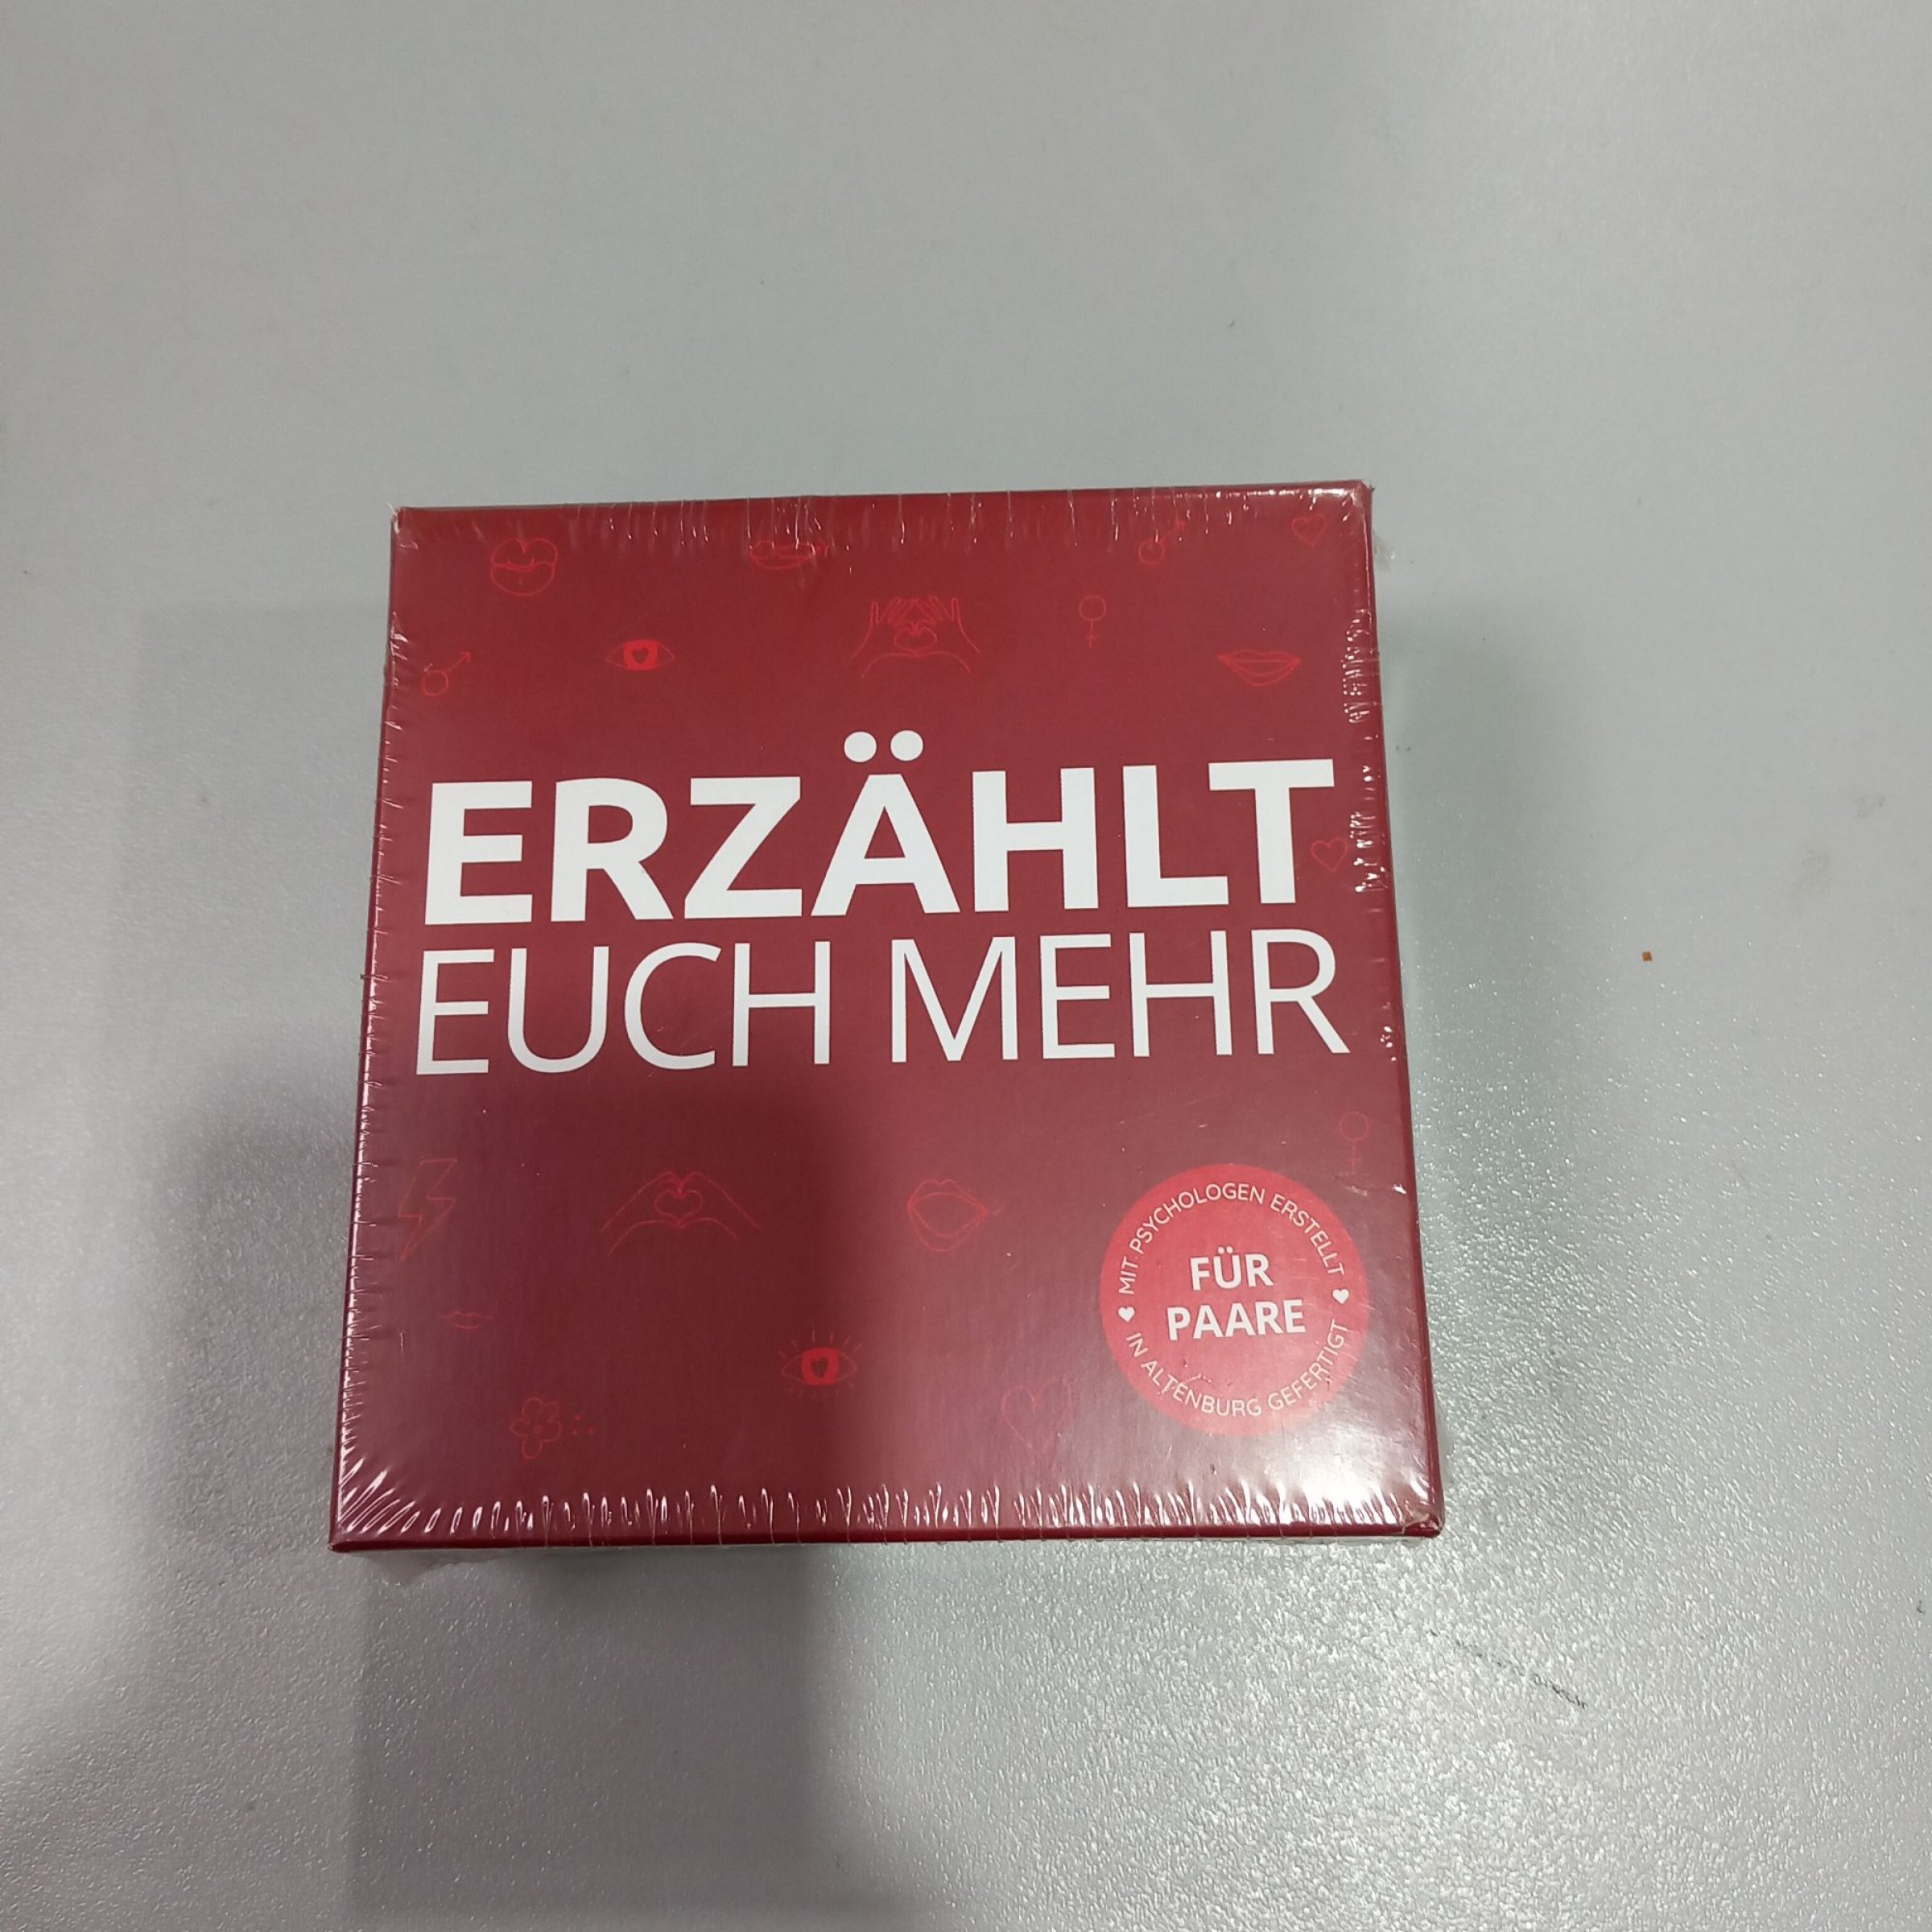 ERZÄHLT
EUCH MEHR
MIT PSYCHOLOGEN ERSTELLT
FÜR
PAARE
IN ALTENBURG GEFERTIGT